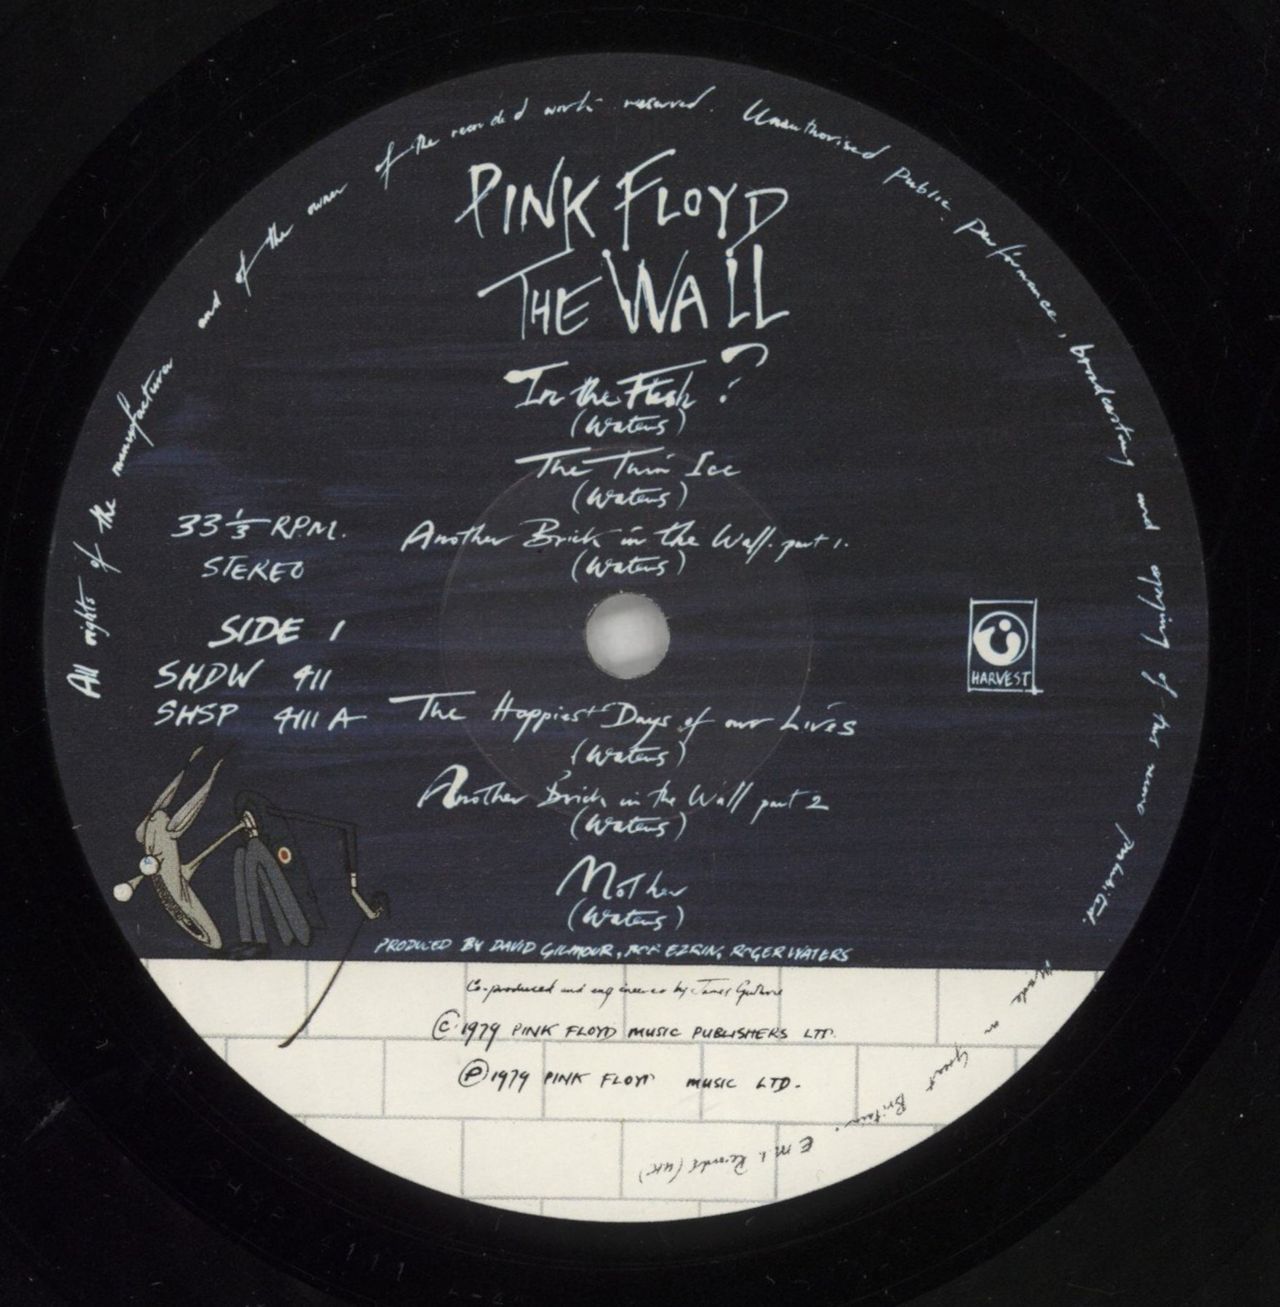 All rights of the manufacturer and of the owner of the recorded work reserved. Unauthorised public performance, broadcasting and copying of this record prohibited.
PINK FLOYD
THE WALL
In the Flesh?
(Waters)
The Thin Ice
(Waters)
33 1/3 R.P.M.
Another Brick in the Wall. part 1.
STEREO
(Waters)
SIDE 1
SHDW 411
HARVEST
SHSP 4111 A
The Happiest Days of our Lives
(Waters)
Another Brick in the Wall part 2
(Waters)
Mother
(Waters)
PRODUCED BY DAVID GILMOUR, BOB EZRIN, ROGER WATERS
Co-produced and engineered by James Guthrie
© 1979 PINK FLOYD MUSIC PUBLISHERS LTD.
℗ 1979 PINK FLOYD MUSIC LTD.
Made in Great Britain. E.M.I. Records (UK)